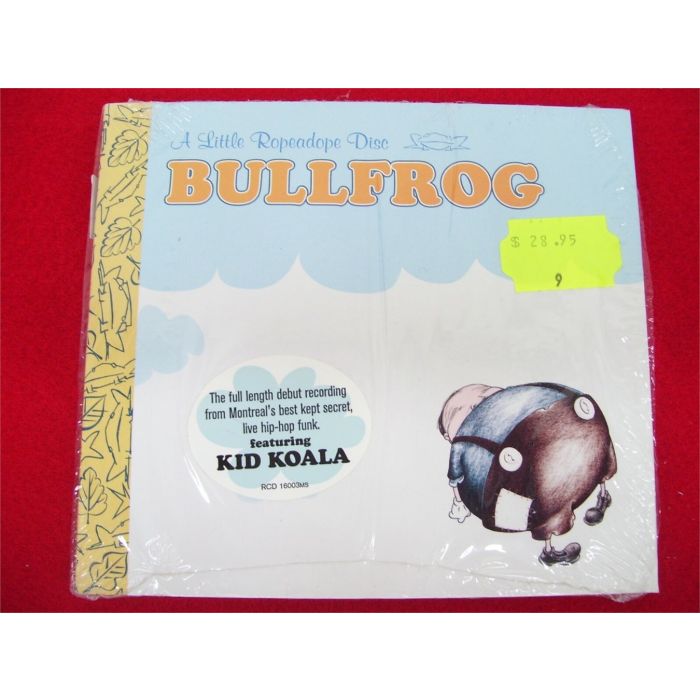 A Little Ropeadope Disc
BULLFROG
$ 28.95
9
The full length debut recording
from Montreal's best kept secret,
live hip-hop funk.
featuring
KID KOALA
RCD 16003MS